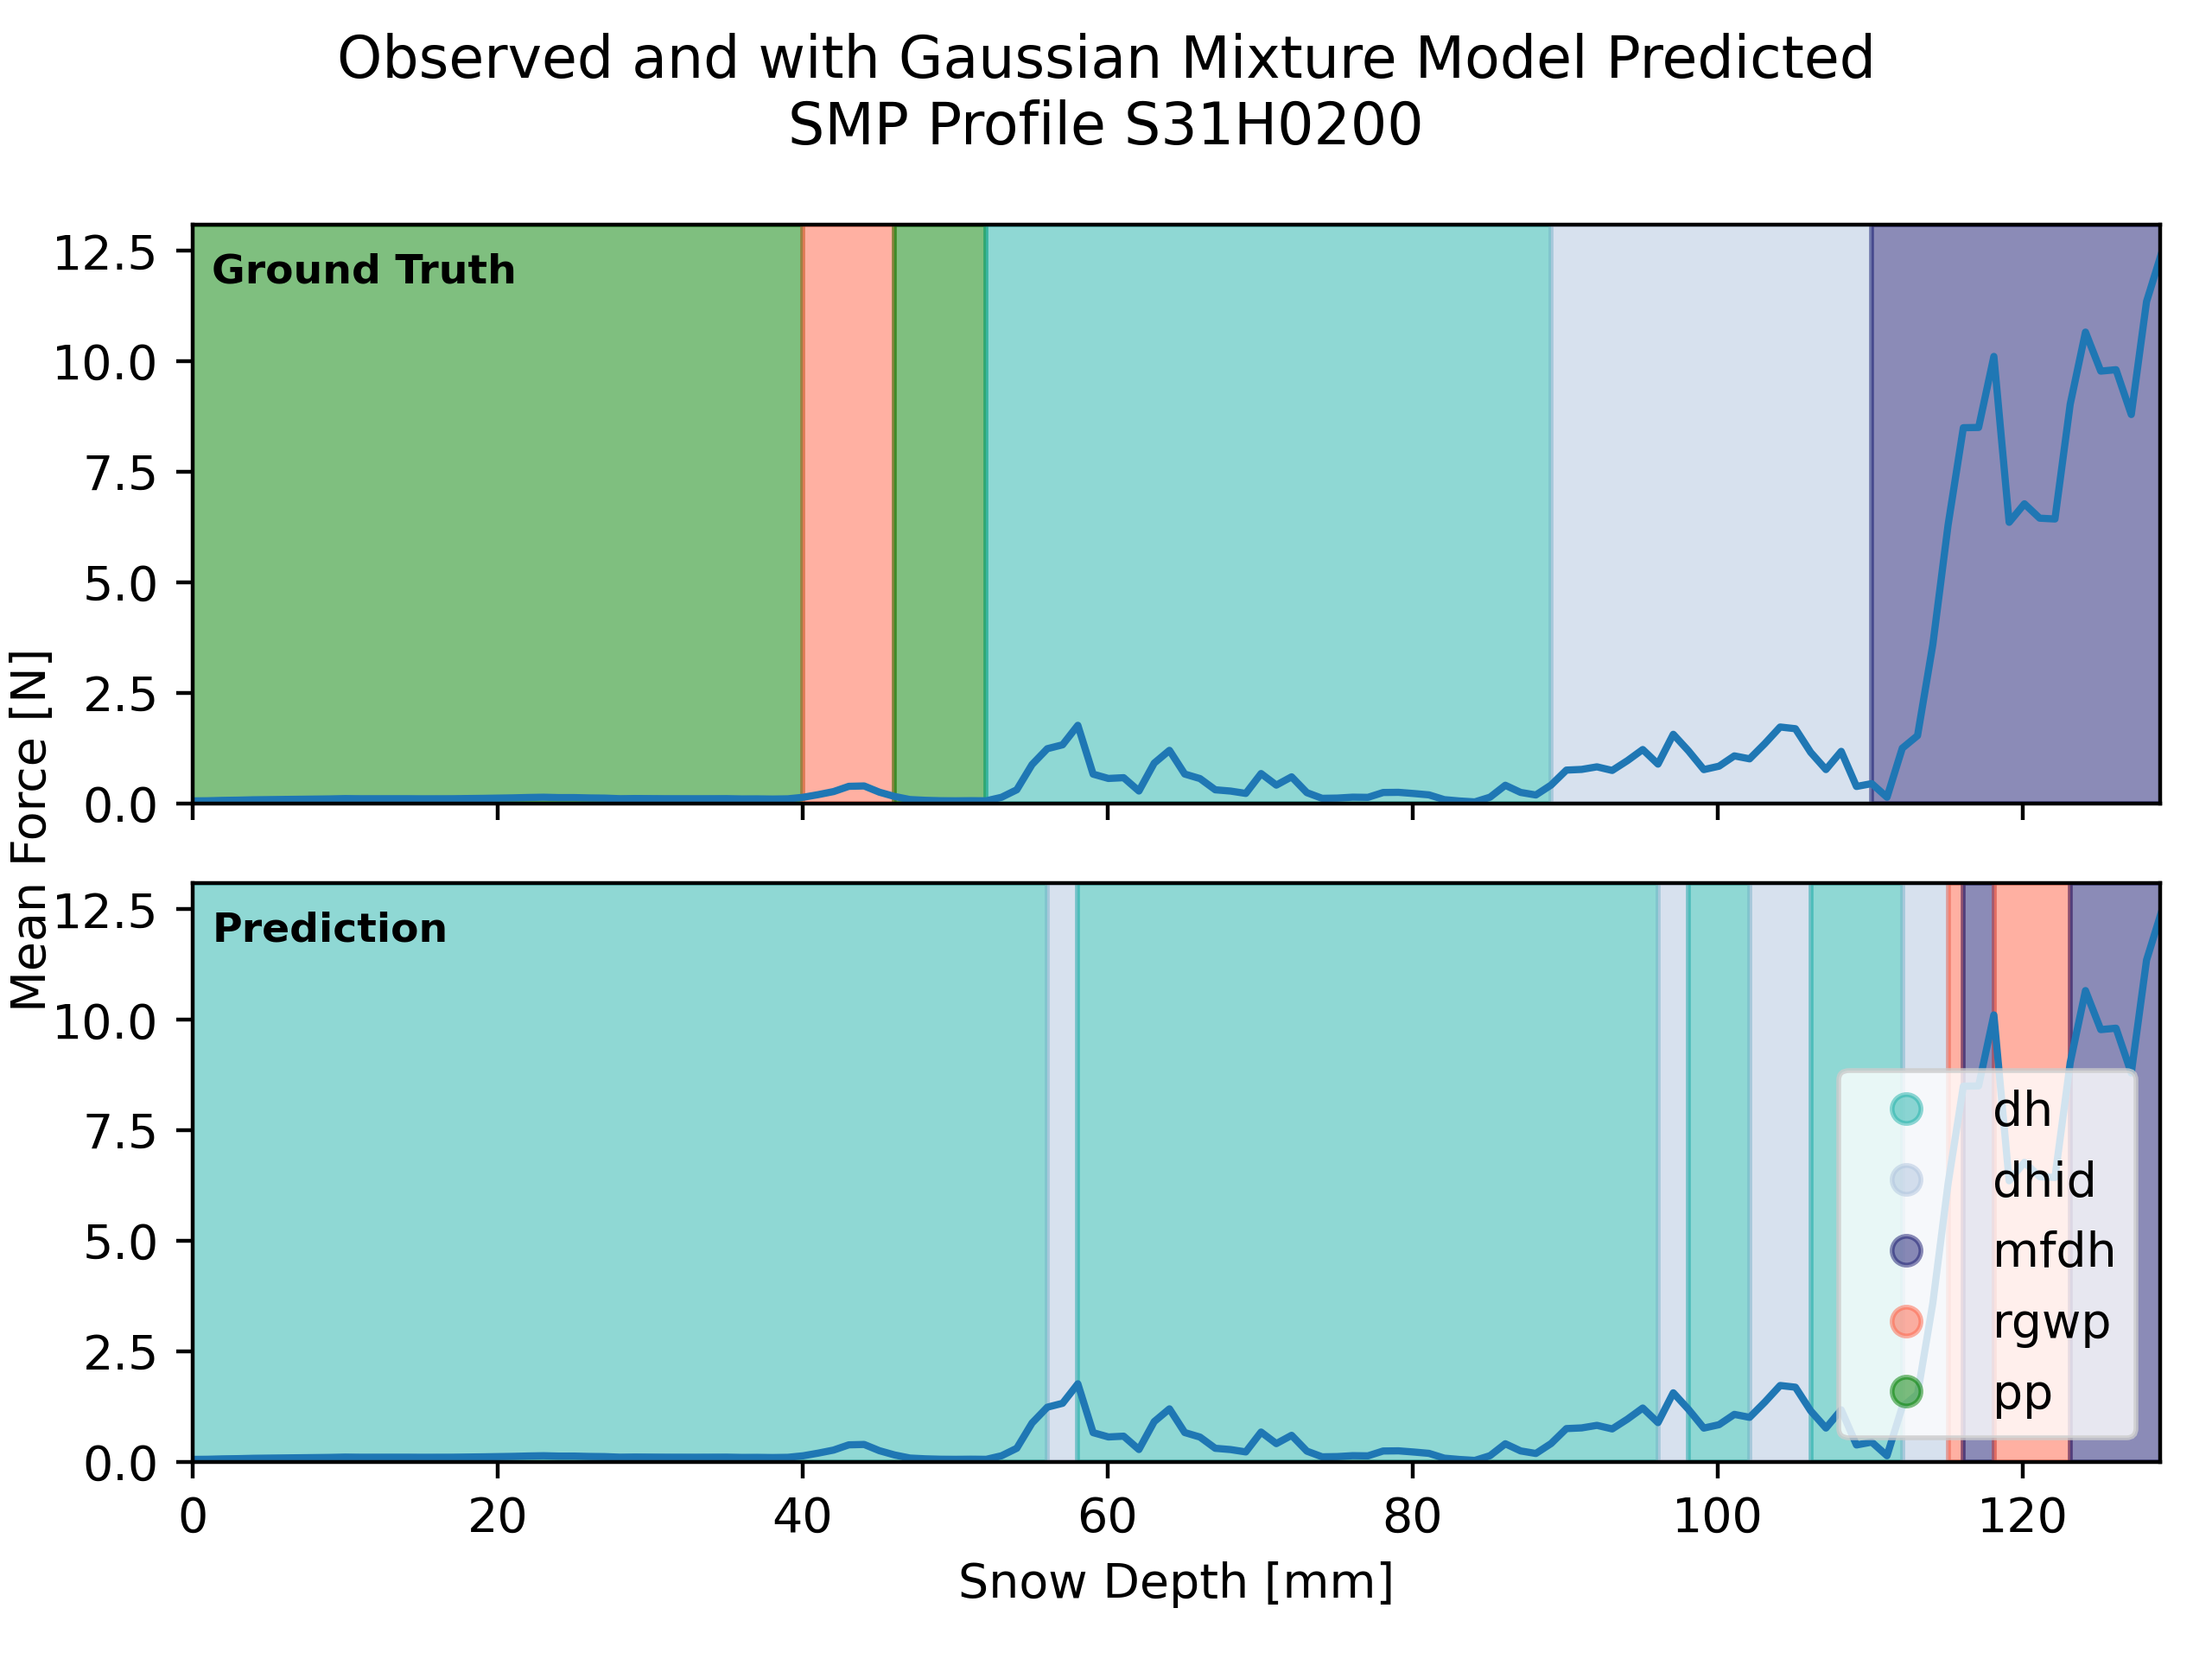 Observed and with Gaussian Mixture Model Predicted
SMP Profile S31H0200
Mean Force [N]
12.5
10.0
7.5
5.0
2.5
0.0
Ground Truth
12.5
10.0
7.5
5.0
2.5
0.0
Prediction
dh
dhid
mfdh
rgwp
pp
0 20 40 60 80 100 120
Snow Depth [mm]